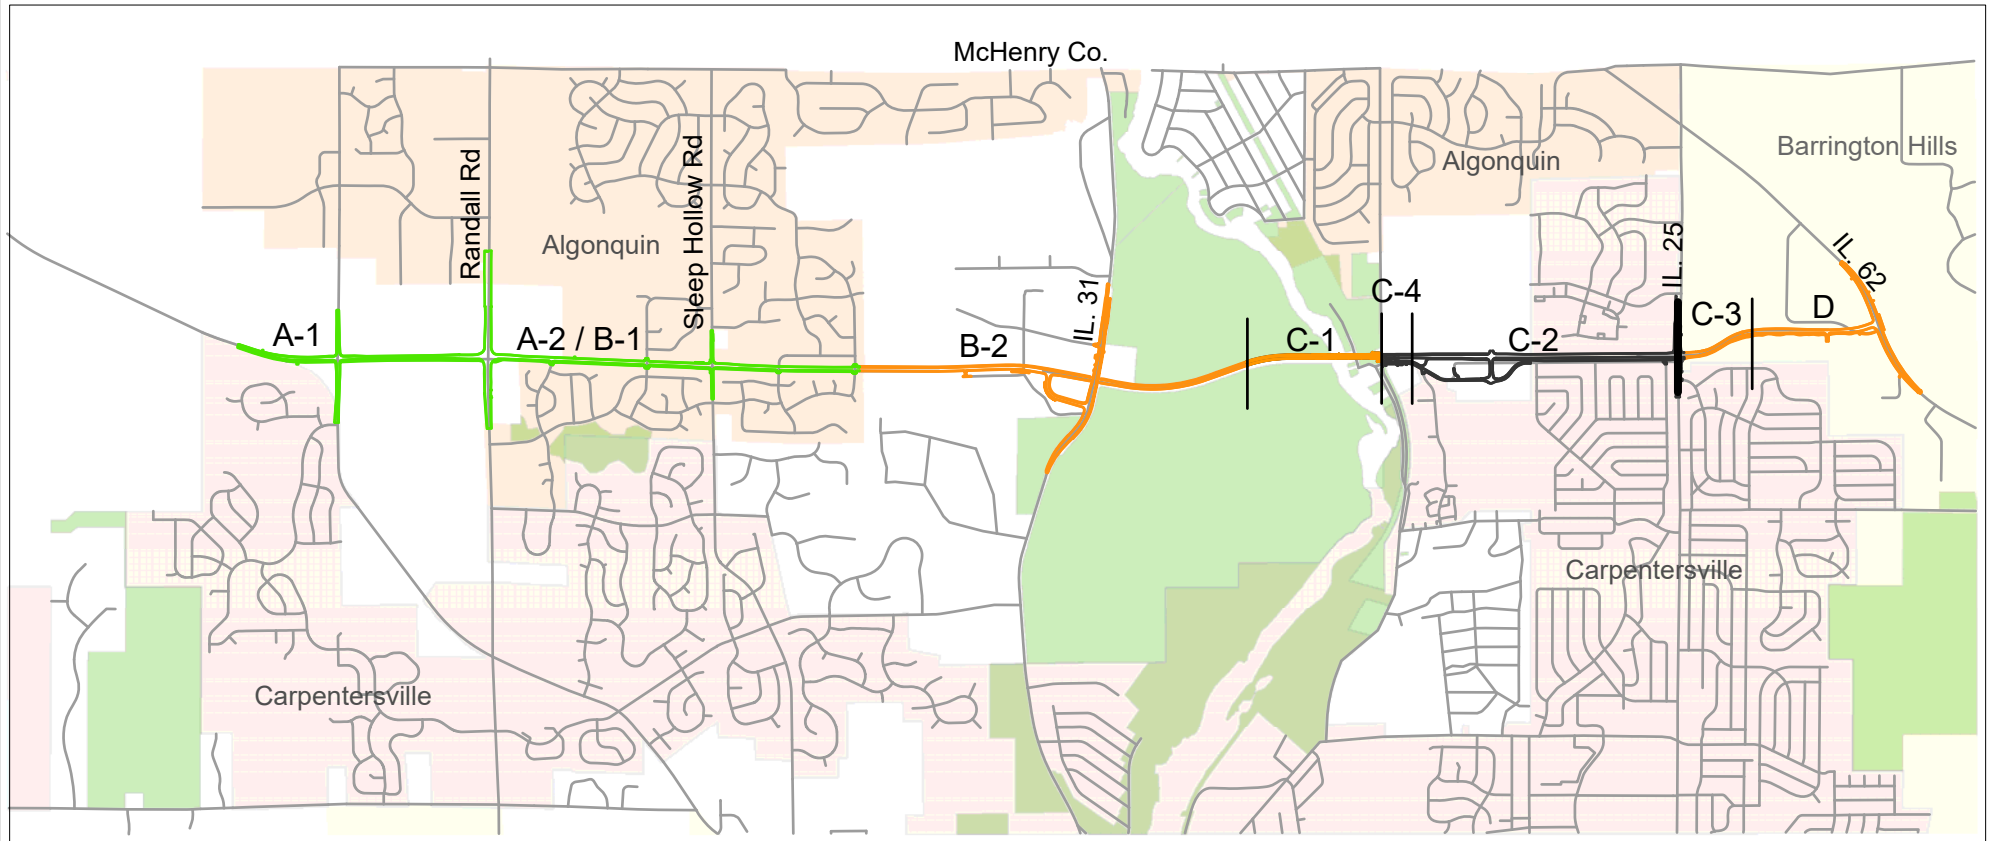 McHenry Co.
Barrington Hills
Algonquin
Randall Rd
Sleep Hollow Rd
Algonquin
IL. 25
IL. 62
IL. 31
C-4
A-1
A-2 / B-1
B-2
C-1
C-2
C-3
D
Carpentersville
Carpentersville